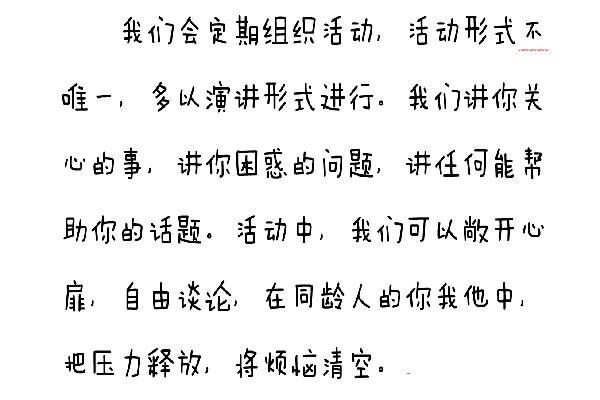 我们会定期组织活动，活动形式不
唯一，多以演讲形式进行。我们讲你关
心的事，讲你困惑的问题，讲任何能帮
助你的话题。活动中，我们可以敞开心
扉，自由谈论，在同龄人的你我他中，
把压力释放，将烦恼清空。